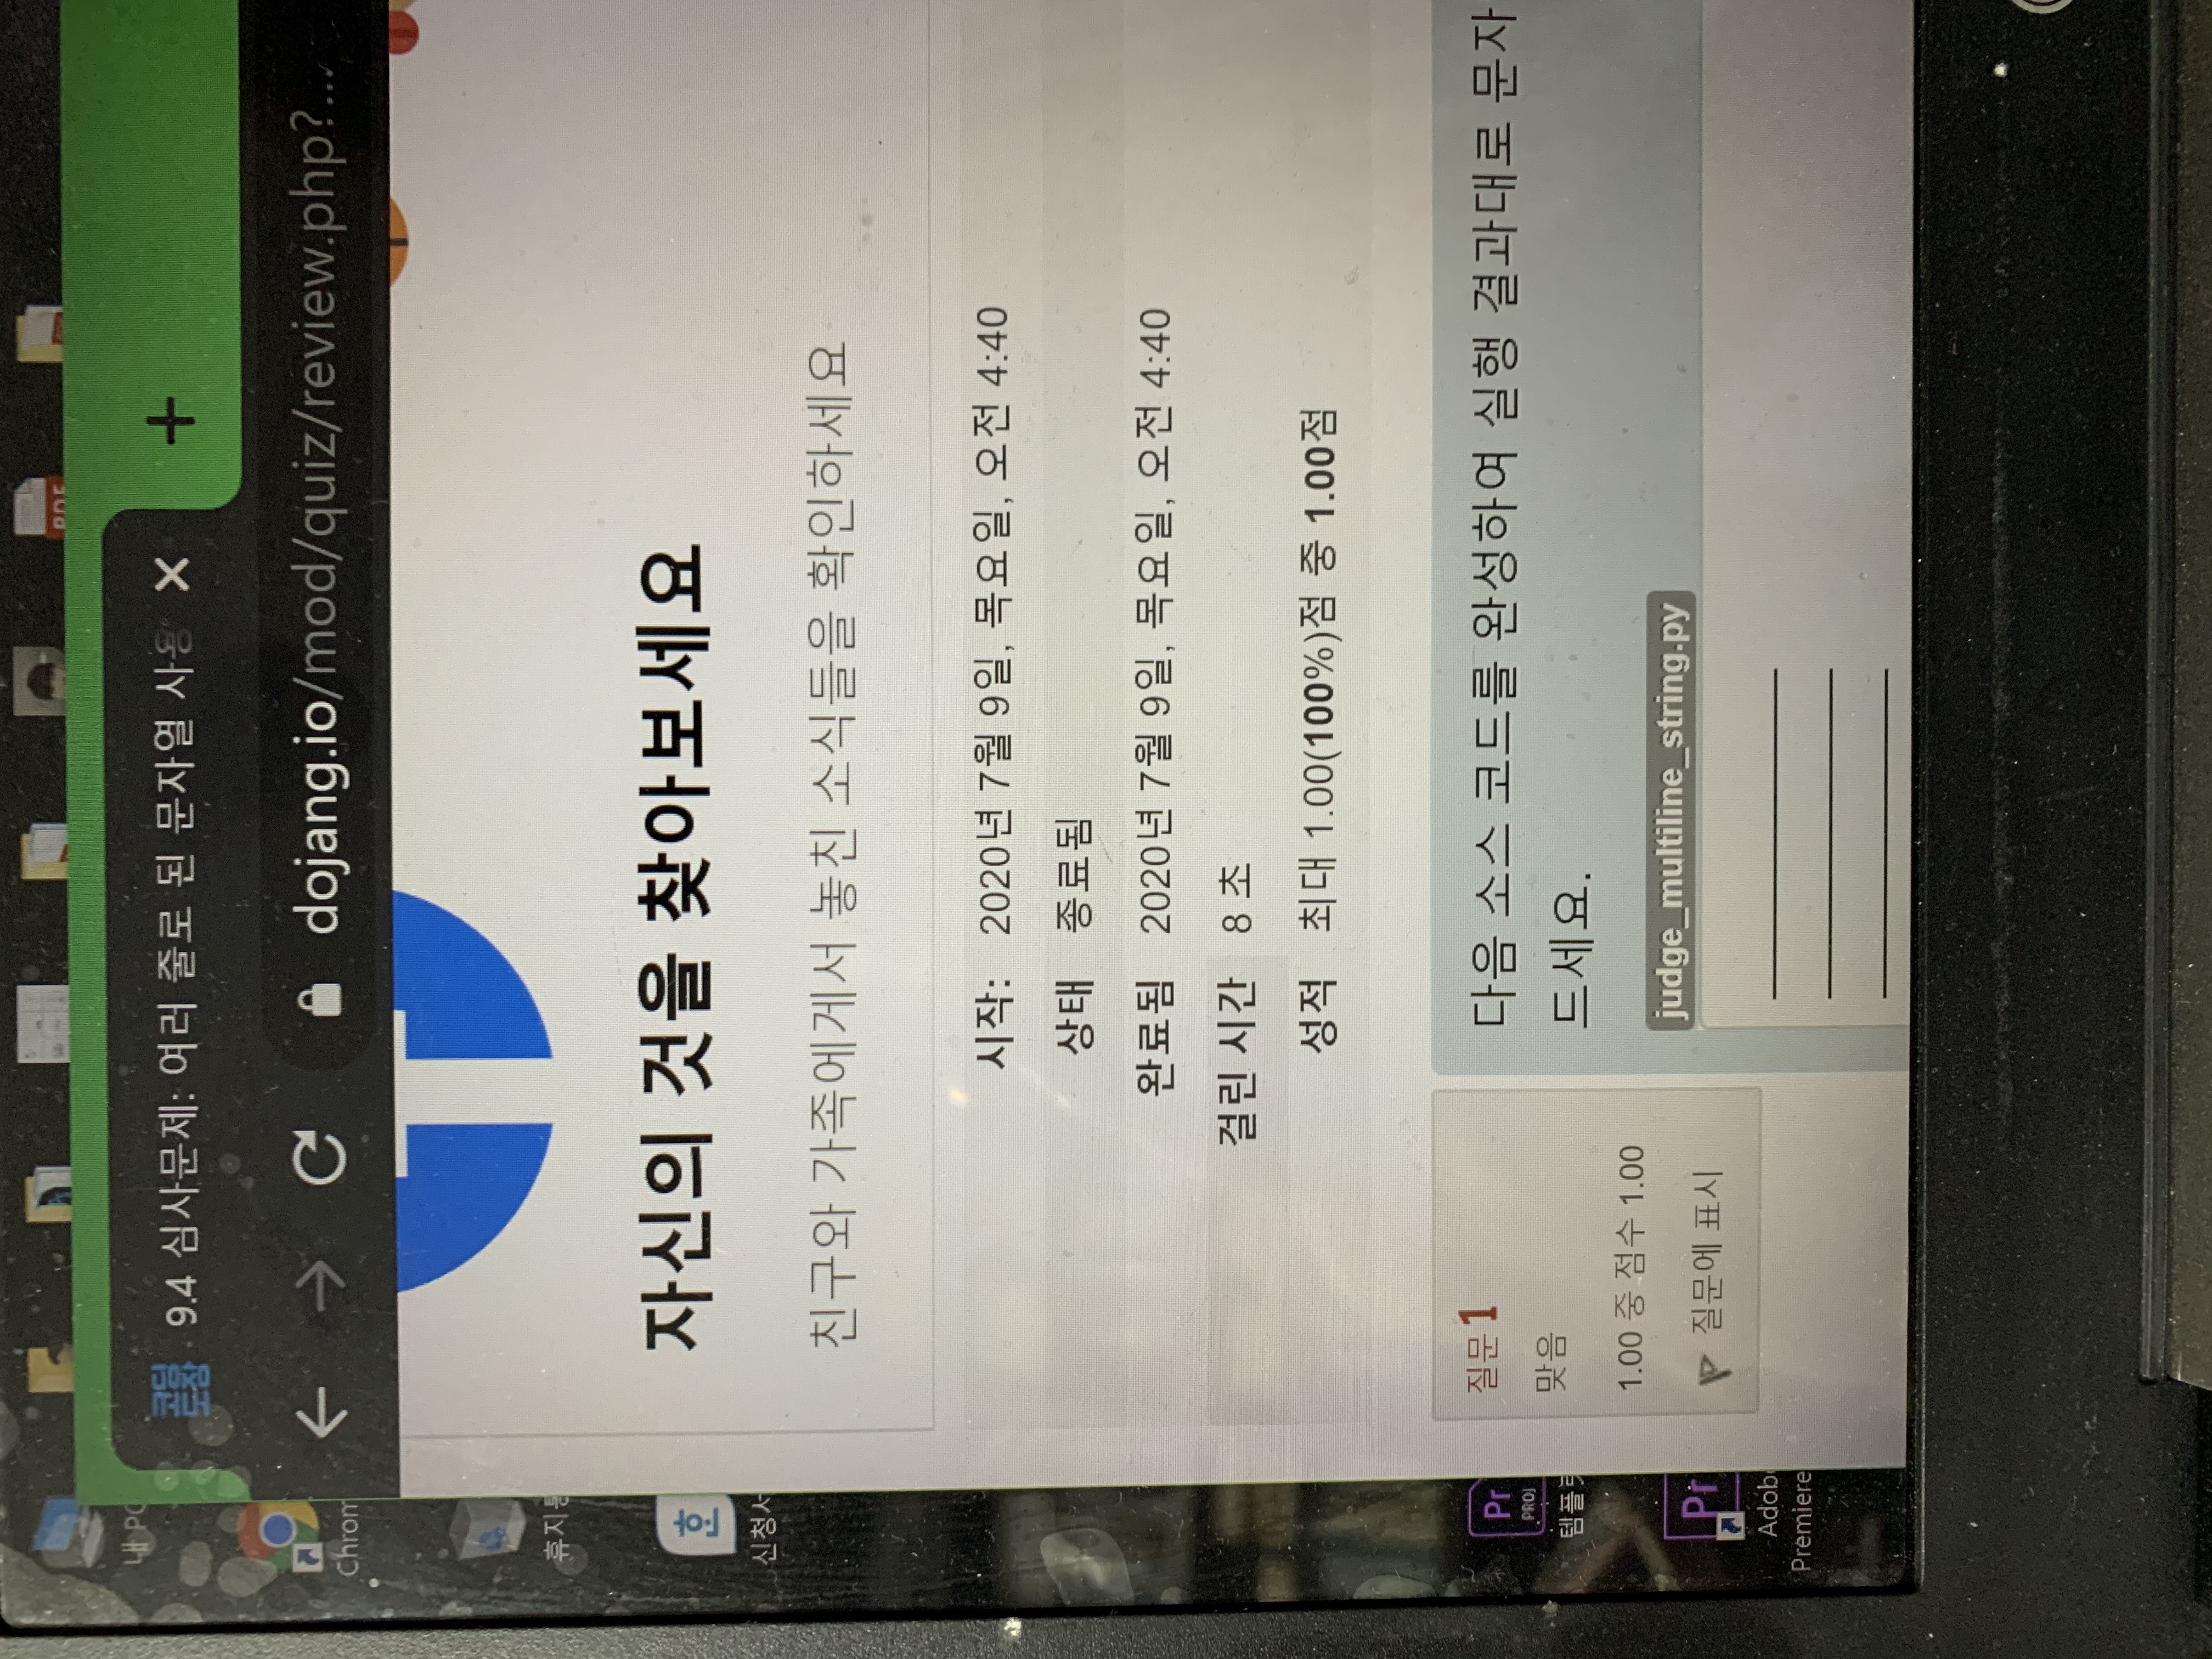 PDF
내 PC
코딩
도장
9.4 심사문제: 여러 줄로 된 문자열 사용
dojang.io/mod/quiz/review.php?...
Chrom
휴지통
자신의 것을 찾아보세요
한
신청서
친구와 가족에게서 놓친 소식들을 확인하세요
시작: 2020년 7월 9일, 목요일, 오전 4:40
상태 종료됨
완료됨 2020년 7월 9일, 목요일, 오전 4:40
걸린 시간 8 초
성적 최대 1.00(100%)점 중 1.00점
질문 1
맞음
1.00 중 점수 1.00
질문에 표시
다음 소스 코드를 완성하여 실행 결과대로 문자
드세요.
judge_multiline_string.py
Pr
PROJ
템플릿
Pr
Adob
Premiere